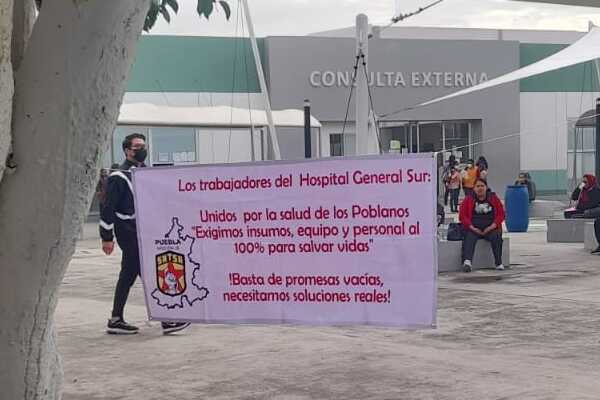 CONSULTA EXTERNA
Los trabajadores del Hospital General Sur:
Unidos por la salud de los Poblanos
"Exigimos insumos, equipo y personal al
100% para salvar vidas"
!Basta de promesas vacías,
necesitamos soluciones reales!
PUEBLA
SNTSA